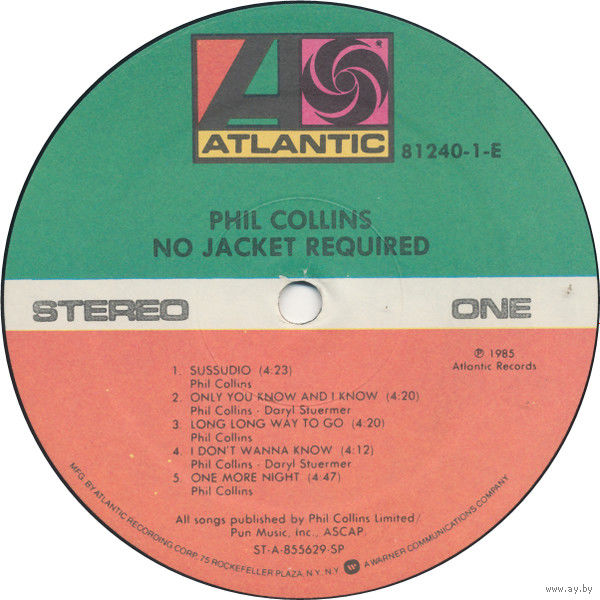 ATLANTIC
®
81240-1-E
PHIL COLLINS
NO JACKET REQUIRED
STEREO
ONE
℗ 1985
Atlantic Records
1. SUSSUDIO (4:23)
Phil Collins
2. ONLY YOU KNOW AND I KNOW (4:20)
Phil Collins - Daryl Stuermer
3. LONG LONG WAY TO GO (4:20)
Phil Collins
4. I DON'T WANNA KNOW (4:12)
Phil Collins - Daryl Stuermer
5. ONE MORE NIGHT (4:47)
Phil Collins
All songs published by Phil Collins Limited/
Pun Music, Inc., ASCAP.
ST-A-855629-SP
MFG. BY ATLANTIC RECORDING CORP., 75 ROCKEFELLER PLAZA, N.Y. N.Y. W A WARNER COMMUNICATIONS COMPANY
www.ay.by